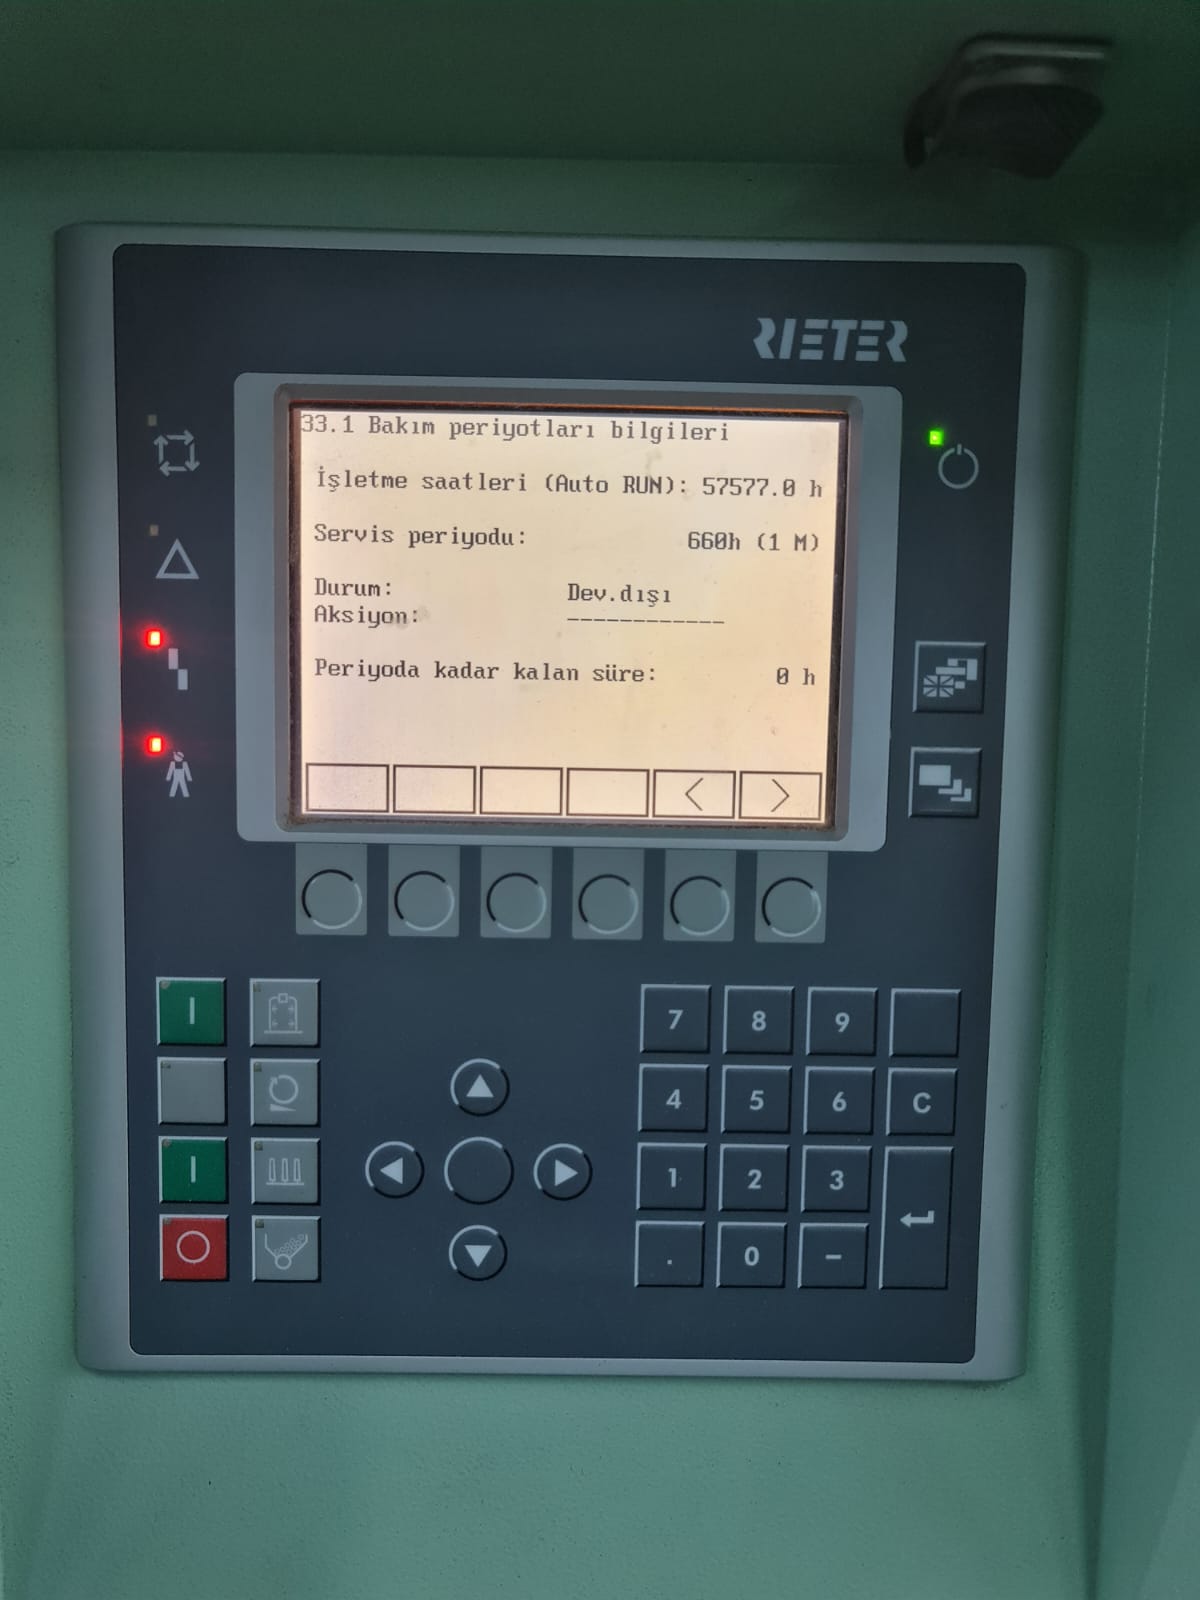 RIETER
33.1 Bakım periyotları bilgileri
İşletme saatleri (Auto RUN): 57577.0 h
Servis periyodu: 660h (1 M)
Durum: Dev.dışı
Aksiyon: ------------
Periyoda kadar kalan süre: 0 h
< >
7 8 9
4 5 6 C
1 2 3
. 0 –